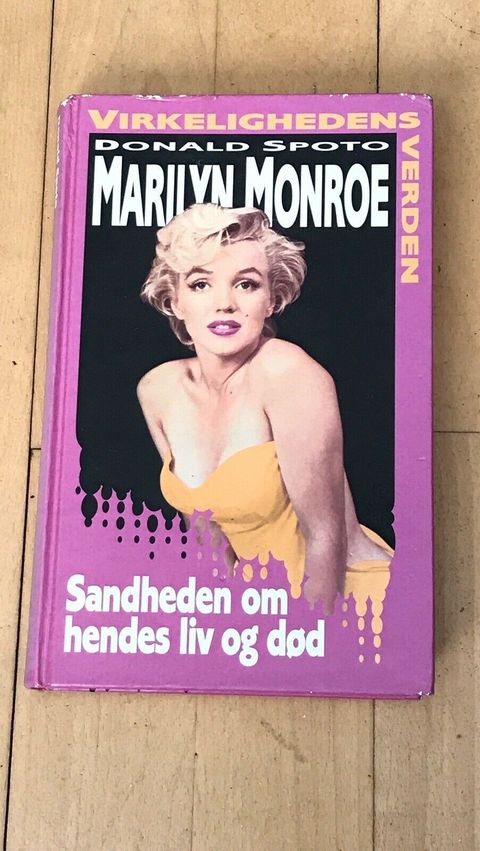 VIRKELIGHEDENS
VERDEN
DONALD SPOTO
MARILYN MONROE
Sandheden om
hendes liv og død